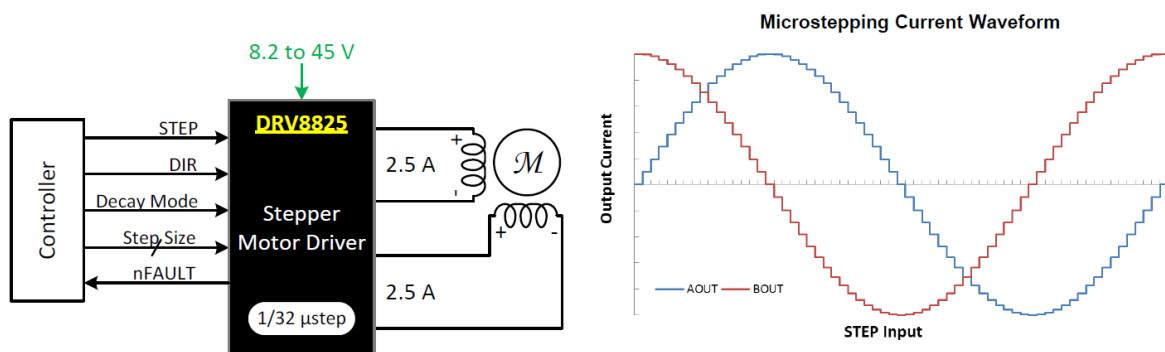 8.2 to 45 V
Controller
STEP
DIR
Decay Mode
Step Size
nFAULT
DRV8825
Stepper
Motor Driver
1/32 µstep
+
2.5 A
-
M
+ -
2.5 A
Microstepping Current Waveform
Output Current
AOUT BOUT
STEP Input